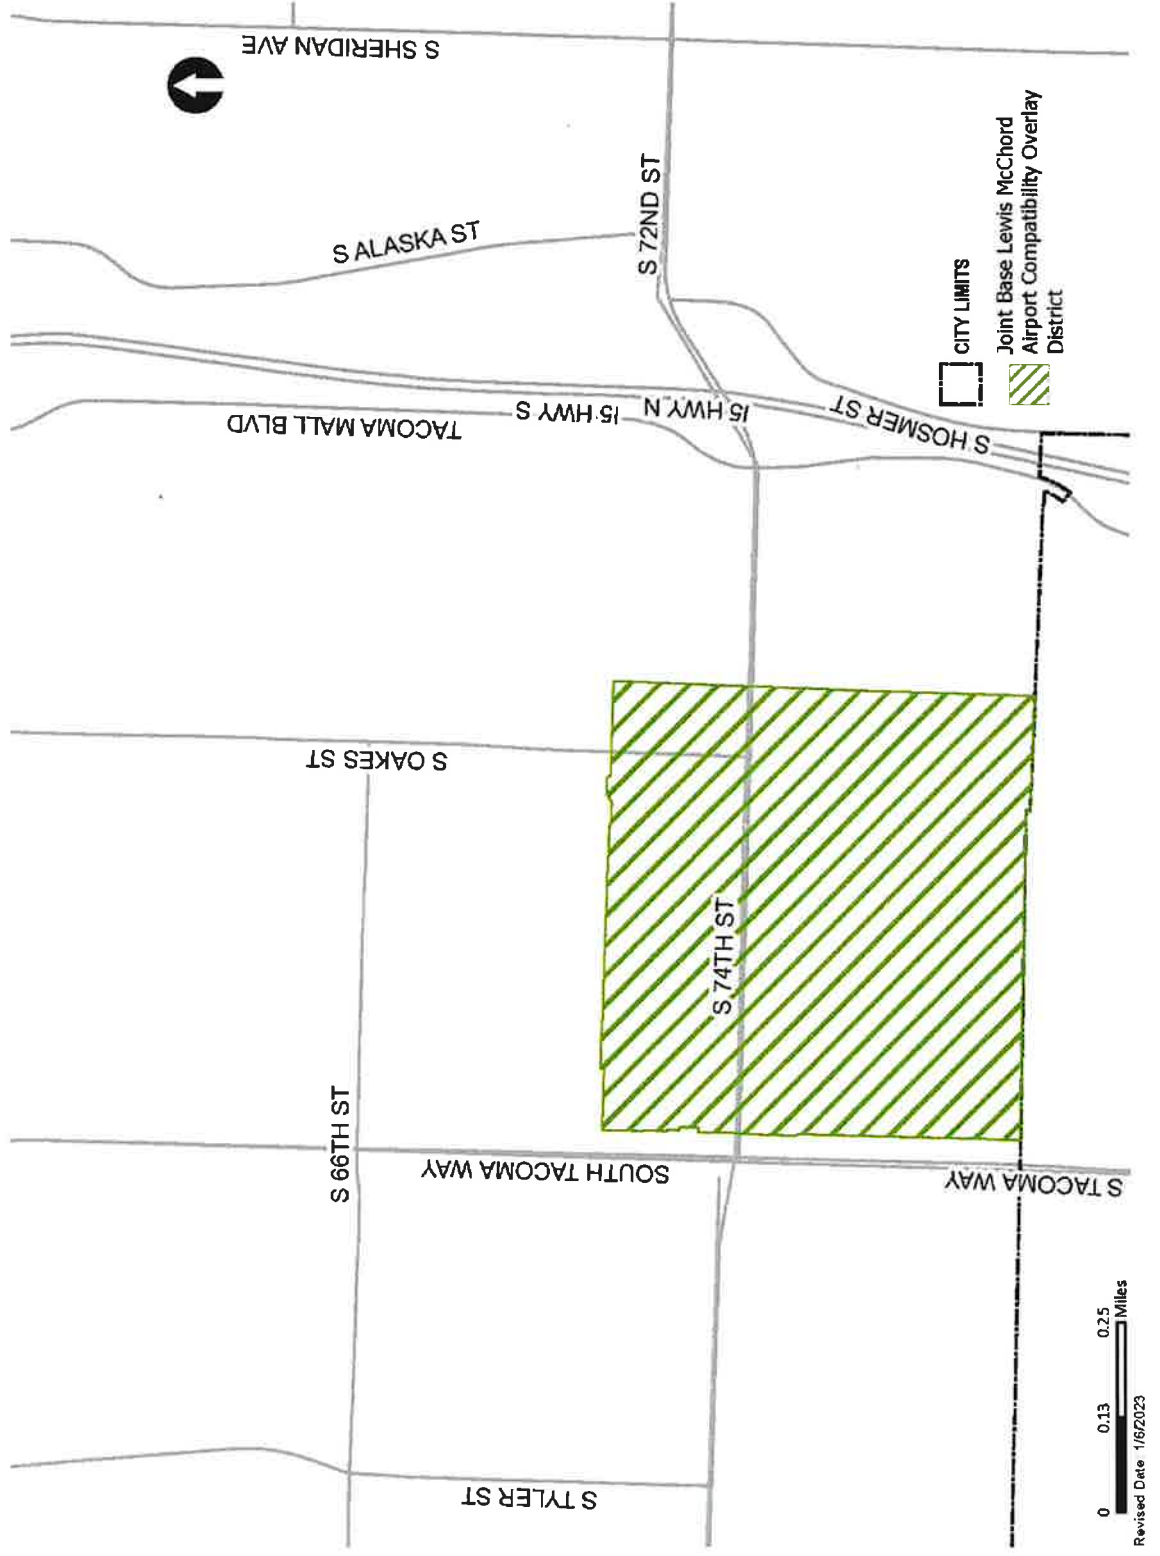 S SHERIDAN AVE
S ALASKA ST
S 72ND ST
TACOMA MALL BLVD
I5 HWY S
I5 HWY N
S HOSMER ST
S OAKES ST
S 66TH ST
S 74TH ST
SOUTH TACOMA WAY
S TACOMA WAY
S TYLER ST
CITY LIMITS
Joint Base Lewis McChord
Airport Compatibility Overlay
District
0 0.13 0.25
Miles
Revised Date 1/6/2023